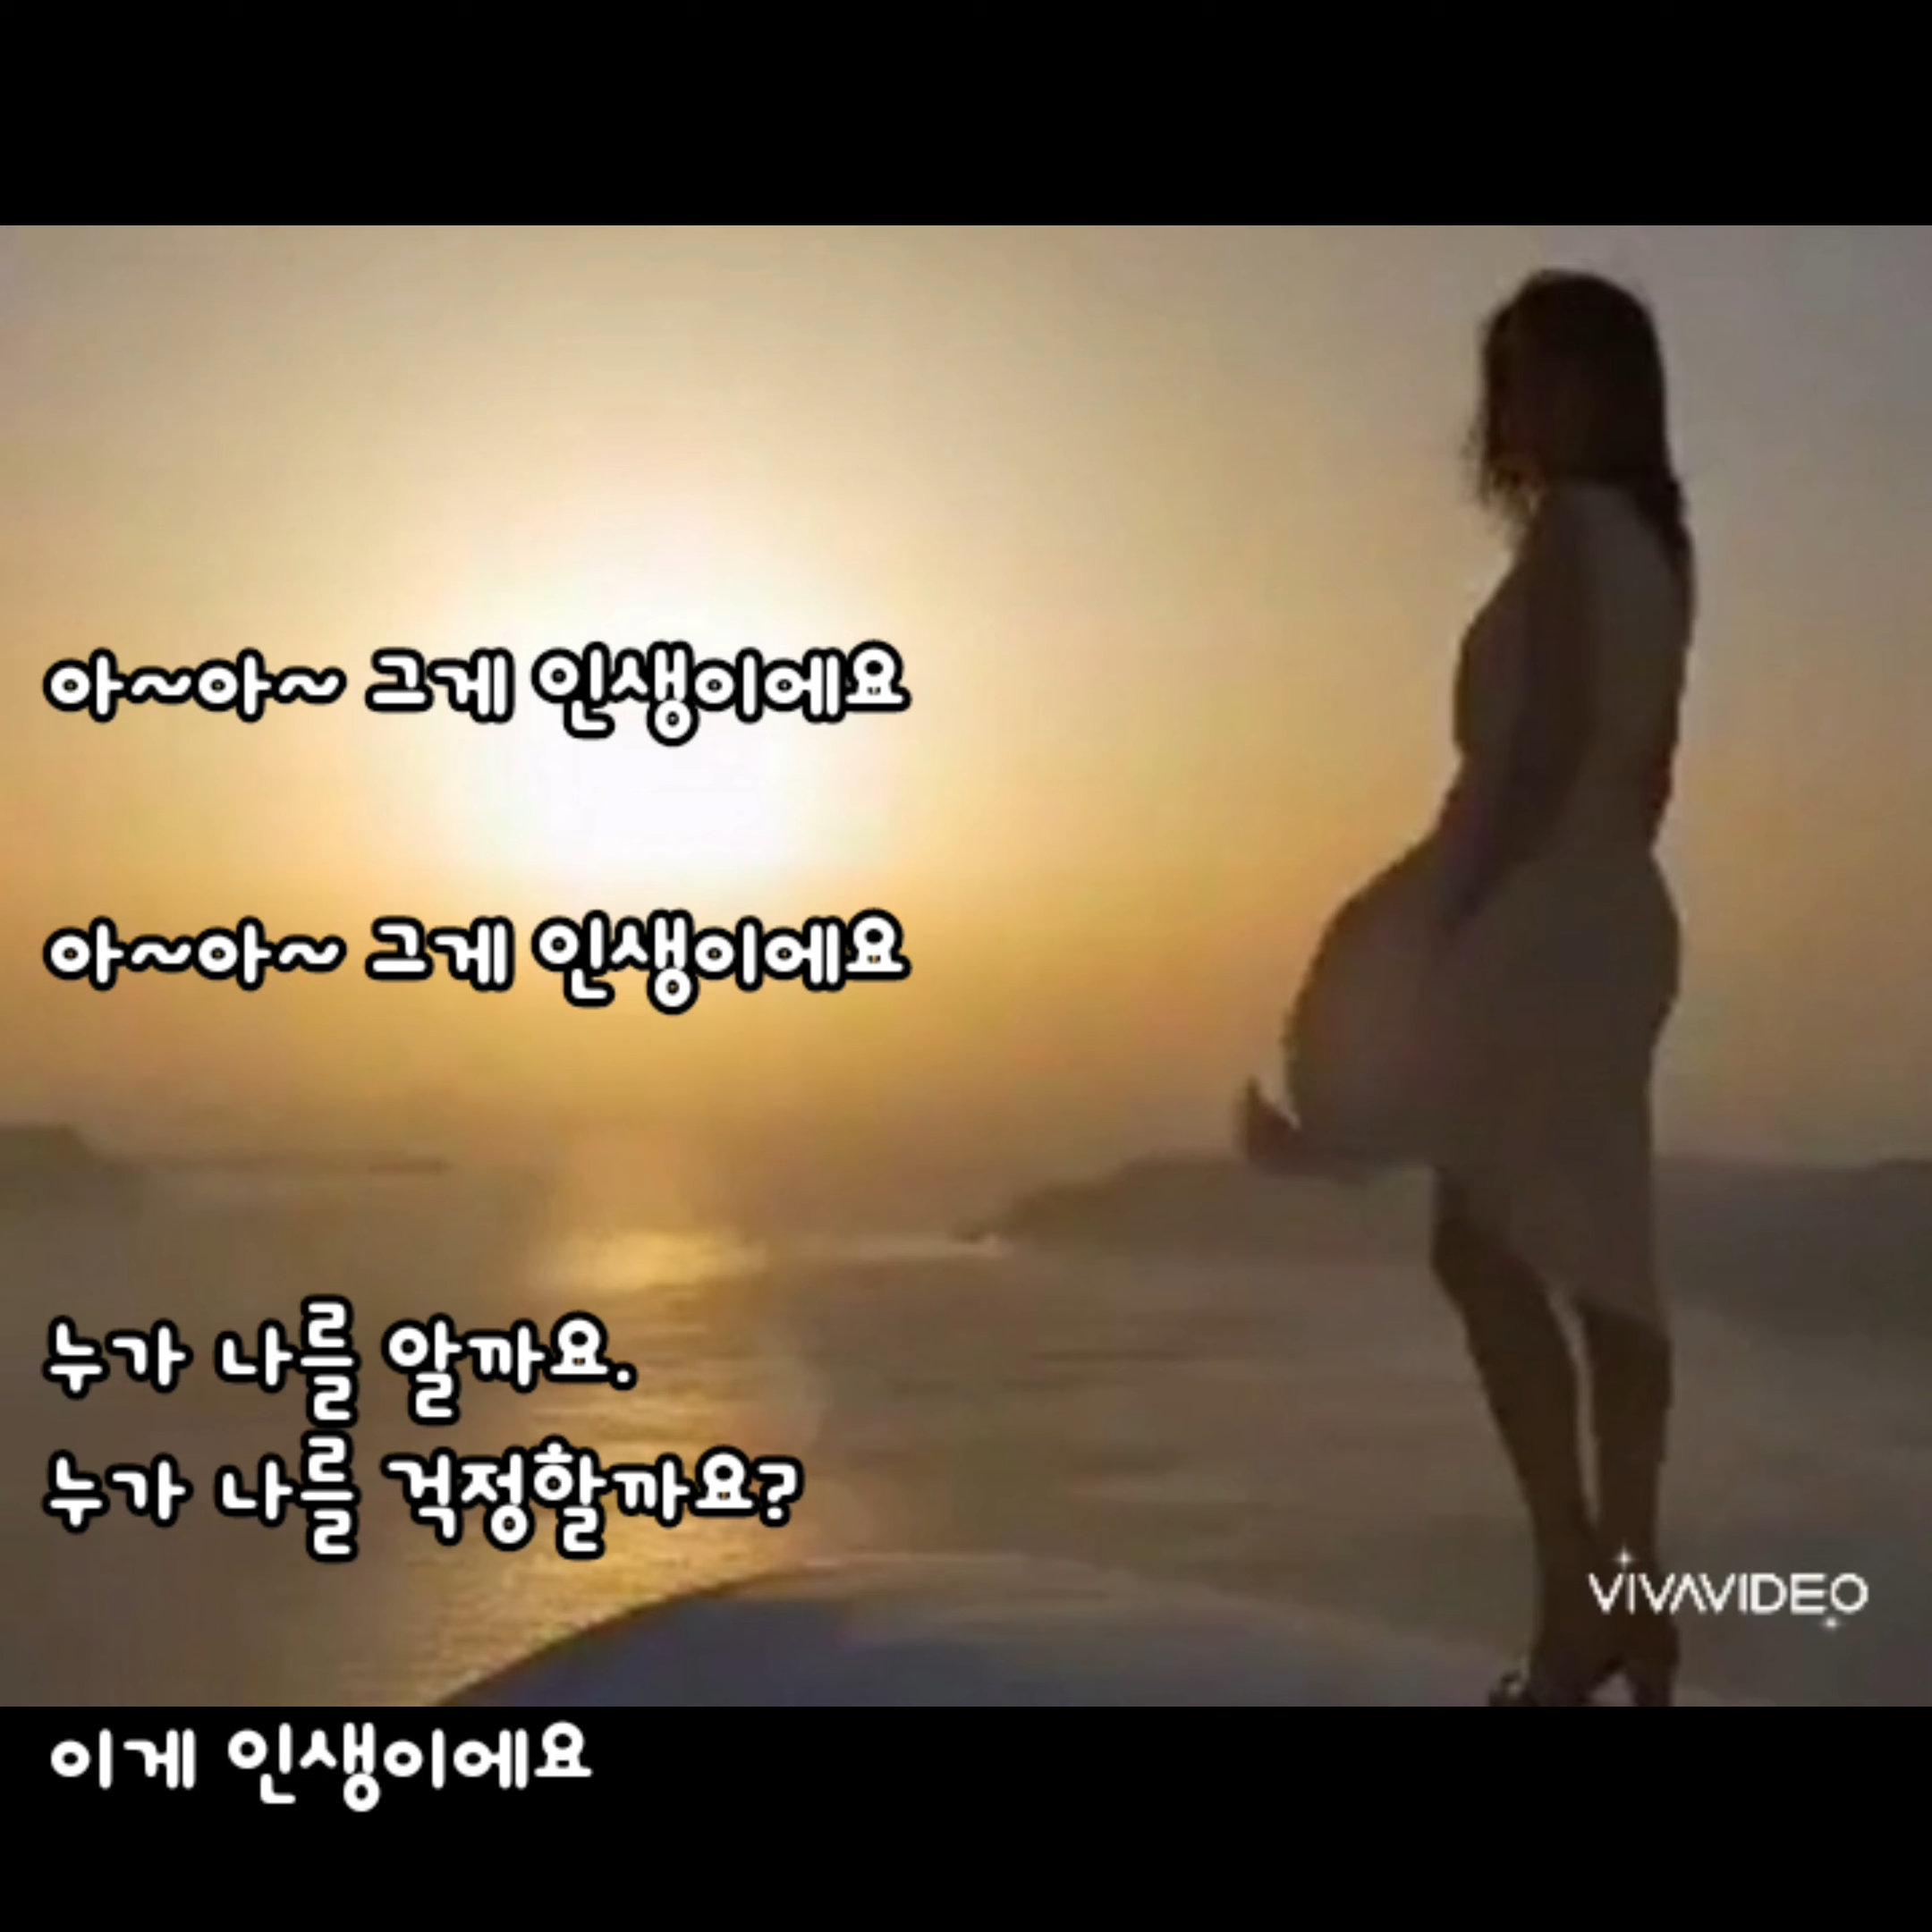 아~아~ 그게 인생이에요
아~아~ 그게 인생이에요
누가 나를 알까요.
누가 나를 걱정할까요?
VIVAVIDEO
이게 인생이에요